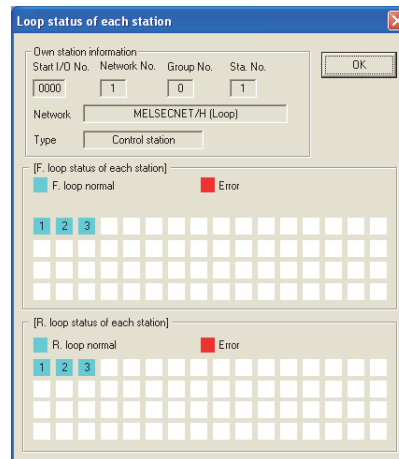 Loop status of each station
Own station information
Start I/O No. Network No. Group No. Sta. No.
0000 1 0 1
OK
Network MELSECNET/H (Loop)
Type Control station
[F. loop status of each station]
F. loop normal Error
1 2 3
[R. loop status of each station]
R. loop normal Error
1 2 3